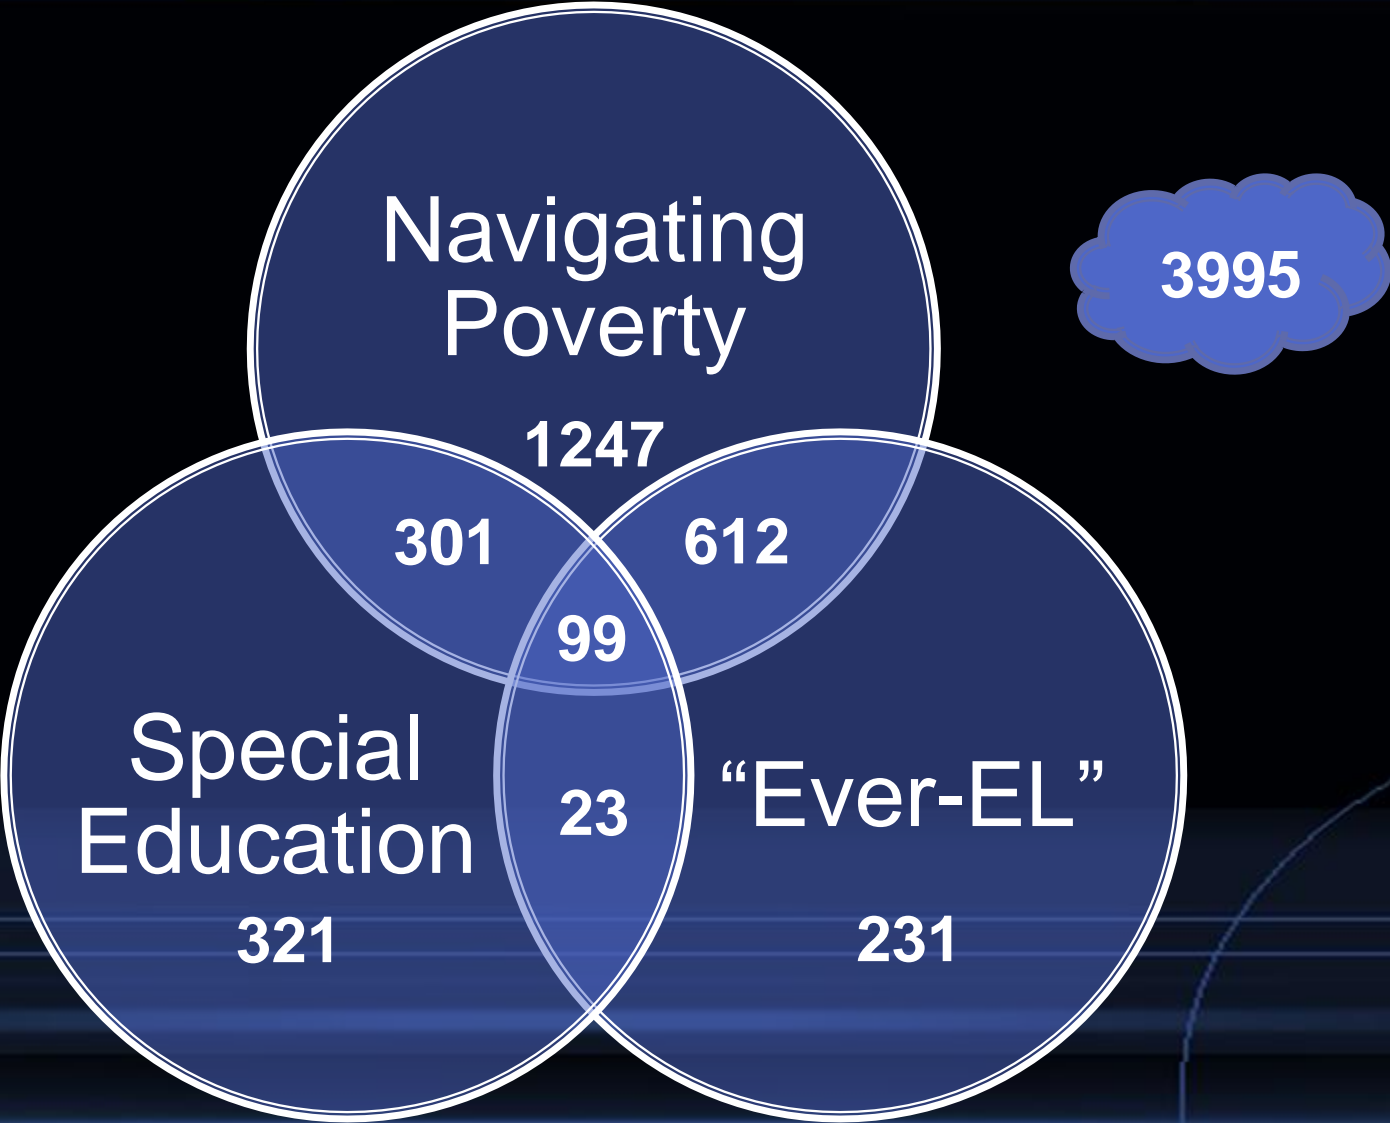 Navigating
Poverty
3995
1247
301
612
99
Special
Education
23
“Ever-EL”
321
231